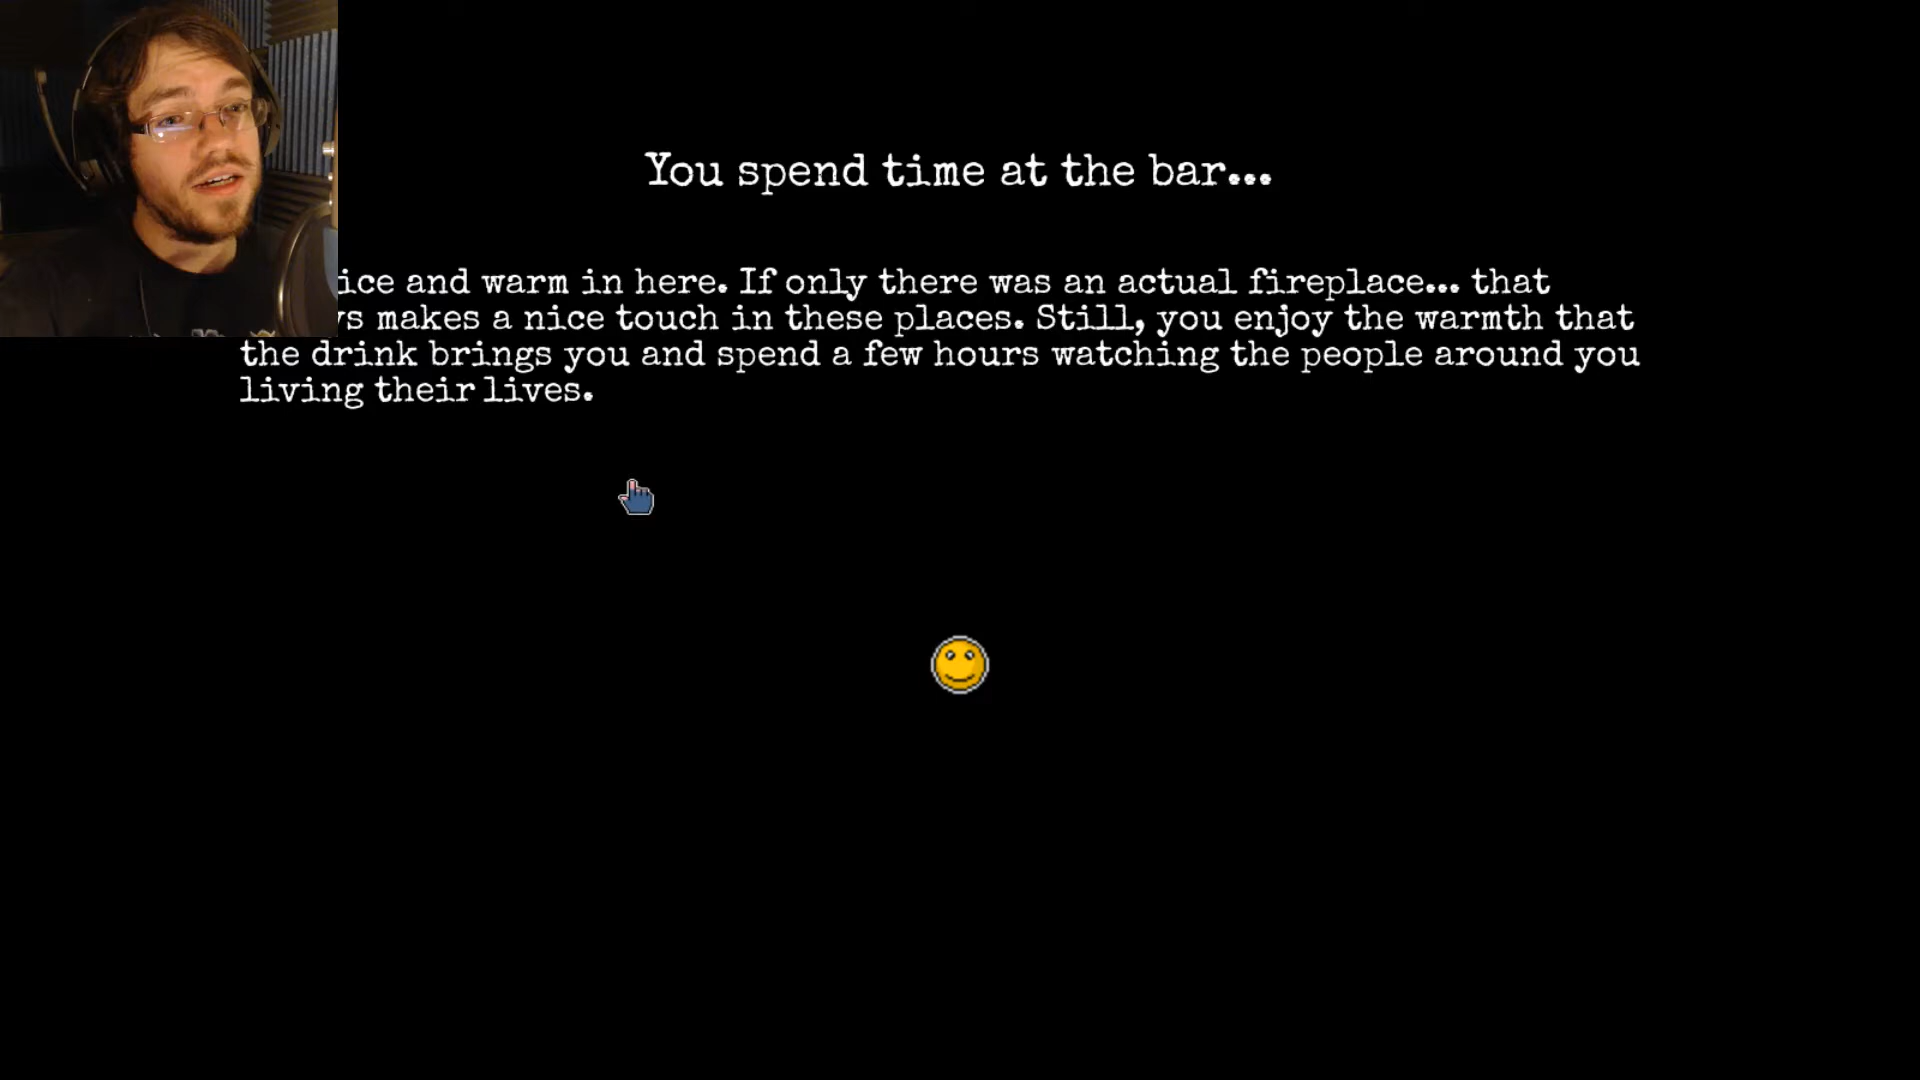 You spend time at the bar...
and warm in here. If only there was an actual fireplace... that
makes a nice touch in these places. Still, you enjoy the warmth that
the drink brings you and spend a few hours watching the people around you
living their lives.